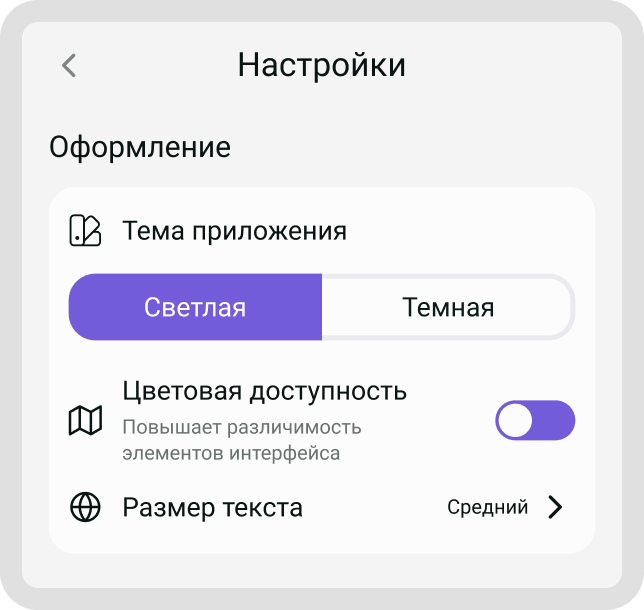 Настройки
Оформление
Тема приложения
Светлая
Темная
Цветовая доступность
Повышает различимость
элементов интерфейса
Размер текста
Средний